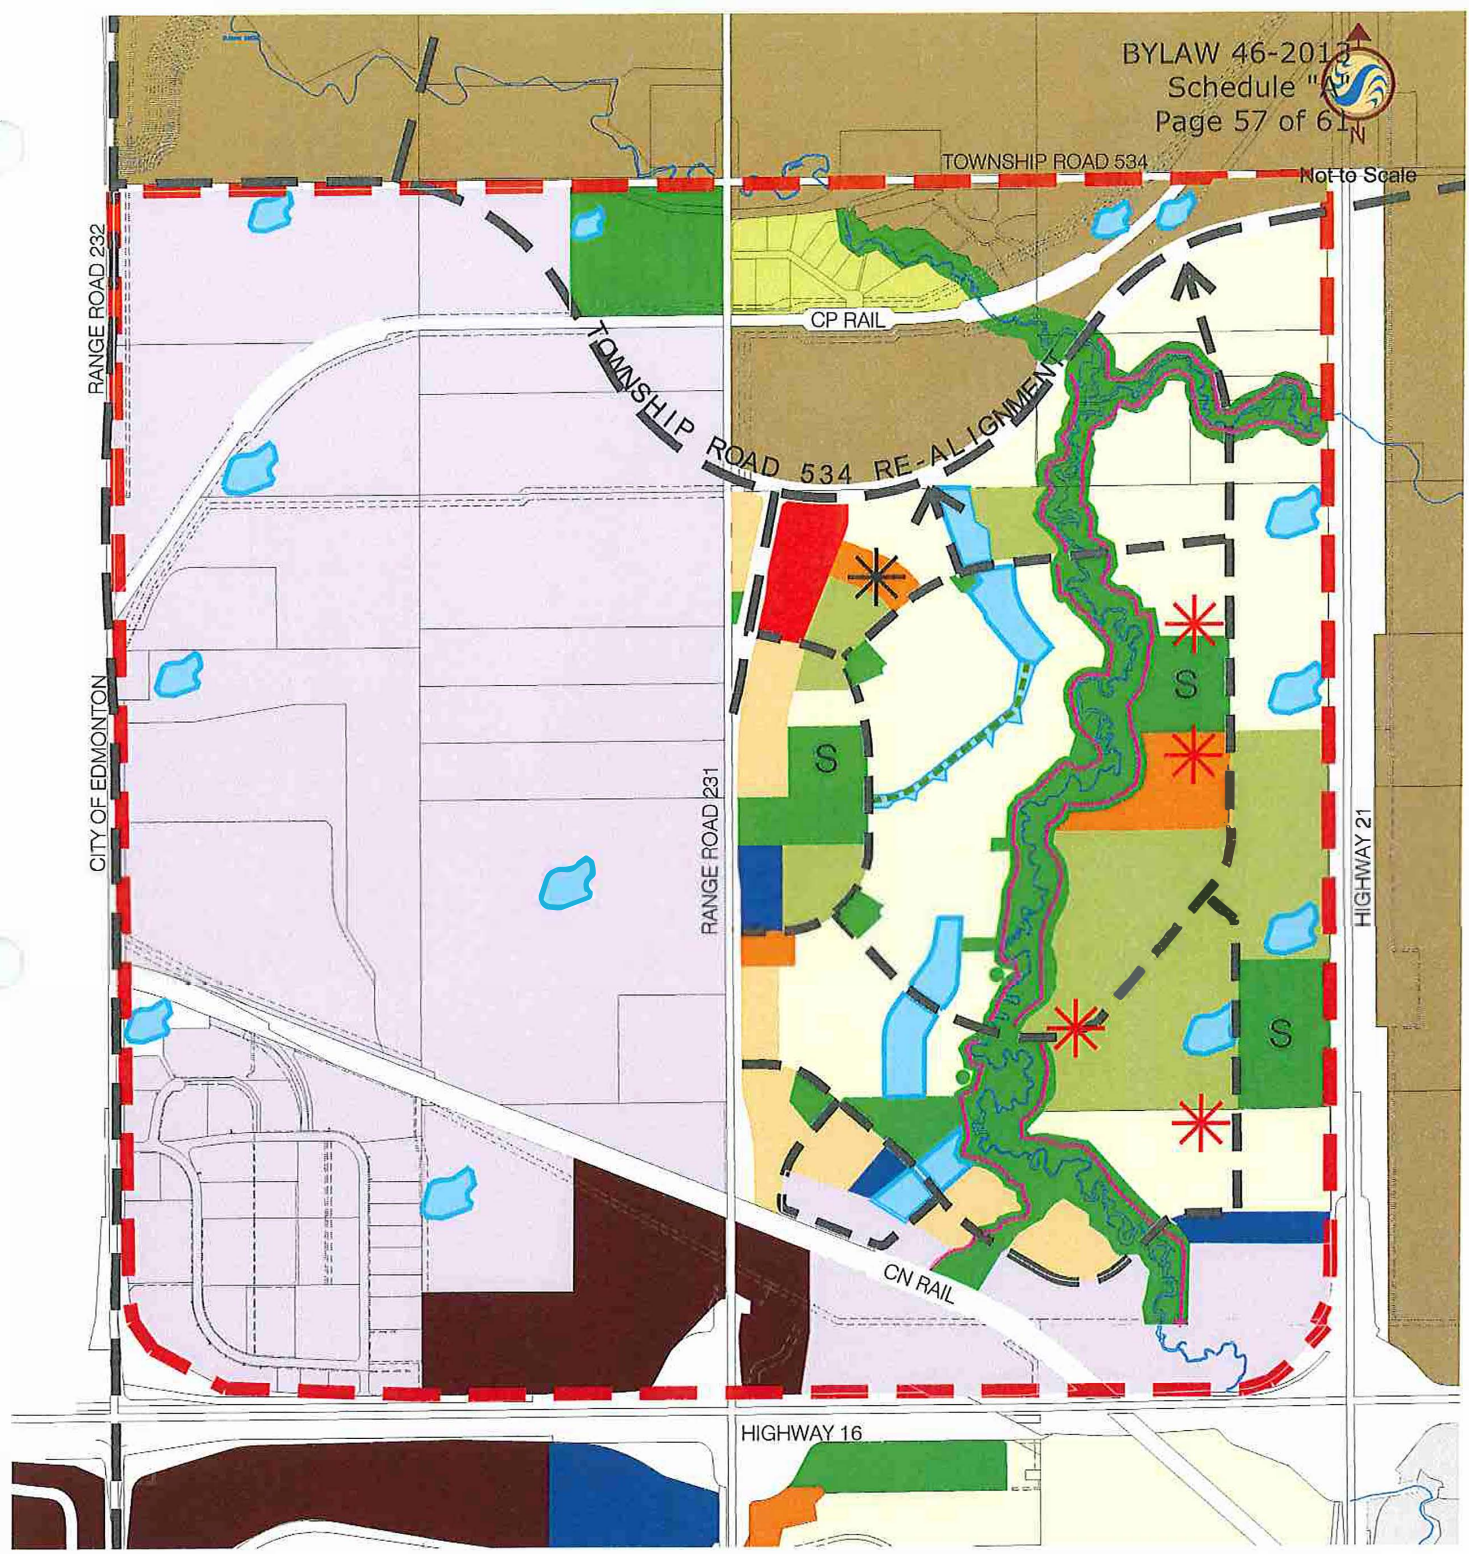 BYLAW 46-2013
Schedule "A"
Page 57 of 61
N
TOWNSHIP ROAD 534
Not to Scale
RANGE ROAD 232
CP RAIL
TOWNSHIP ROAD 534 RE-ALIGNMENT
S
S
CITY OF EDMONTON
RANGE ROAD 231
HIGHWAY 21
S
CN RAIL
HIGHWAY 16